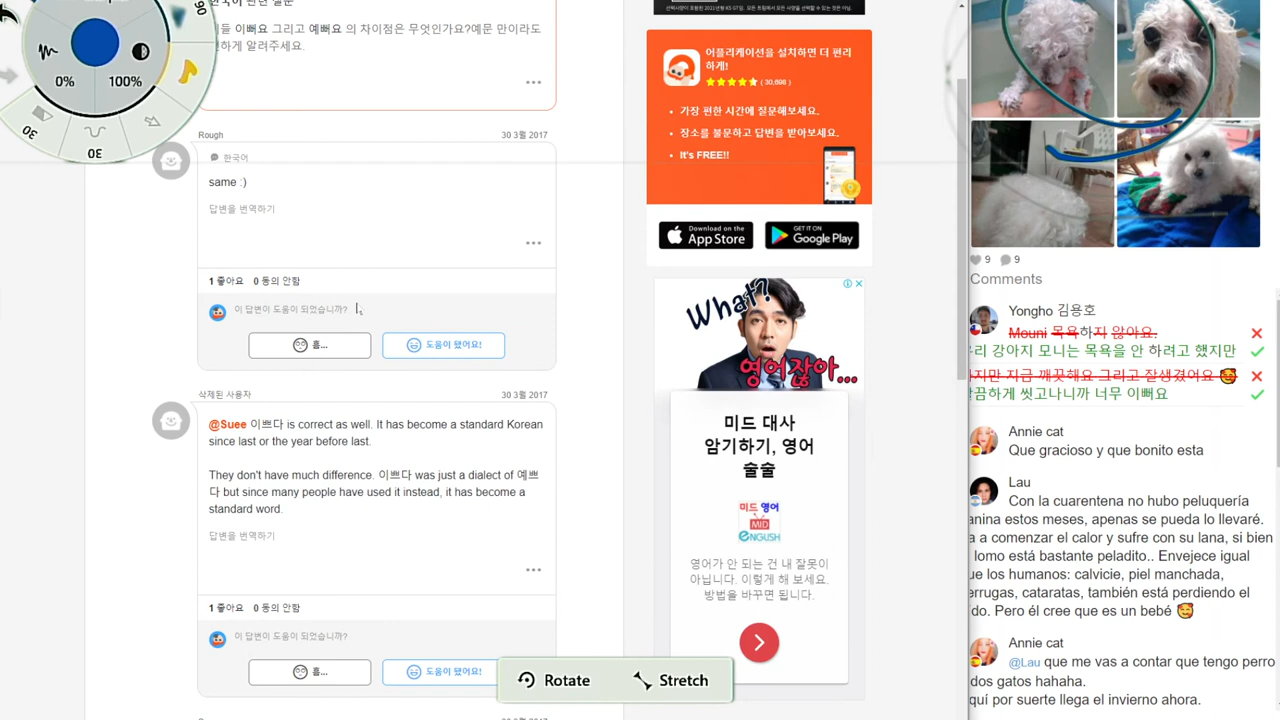 한국어 관련 질문
이뻐요 그리고 예뻐요 의 차이점은 무엇인가요?예문 만이라도
알려주세요.
0%
100%
90
30
30
Rough
30 3월 2017
한국어
same :)
답변을 번역하기
1 좋아요 0 동의 안함
이 답변이 도움이 되었습니까?
흠...
도움이 됐어요!
삭제된 사용자
30 3월 2017
@Suee 이쁘다 is correct as well. It has become a standard Korean
since last or the year before last.
They don't have much difference. 이쁘다 was just a dialect of 예쁘
다 but since many people have used it instead, it has become a
standard word.
답변을 번역하기
1 좋아요 0 동의 안함
이 답변이 도움이 되었습니까?
흠...
도움이 됐어요!
Rotate
Stretch
어플리케이션을 설치하면 더 편리
하게!
( 30,698 )
• 가장 편한 시간에 질문해보세요.
• 장소를 불문하고 답변을 받아보세요.
• It's FREE!!
Download on the
App Store
GET IT ON
Google Play
What?
영어잖아...
미드 대사
암기하기, 영어
술술
미드 영어
MID
ENGLISH
영어가 안 되는 건 내 잘못이
아닙니다. 이렇게 해 보세요.
방법을 바꾸면 됩니다.
9 9
Comments
Yongho 김용호
Mouni 목욕하지 않아요.
리 강아지 모니는 목욕을 안 하려고 했지만
지만 지금 깨끗해요 그리고 잘생겼어요 🥰
끔하게 씻고나니까 너무 이뻐요
Annie cat
Que gracioso y que bonito esta
Lau
Con la cuarentena no hubo peluquería
anina estos meses, apenas se pueda lo llevaré.
a a comenzar el calor y sufre con su lana, si bien
lomo está bastante peladito.. Envejece igual
ue los humanos: calvicie, piel manchada,
errugas, cataratas, también está perdiendo el
do. Pero él cree que es un bebé 🥰
Annie cat
@Lau que me vas a contar que tengo perro
dos gatos hahaha.
quí por suerte llega el invierno ahora.